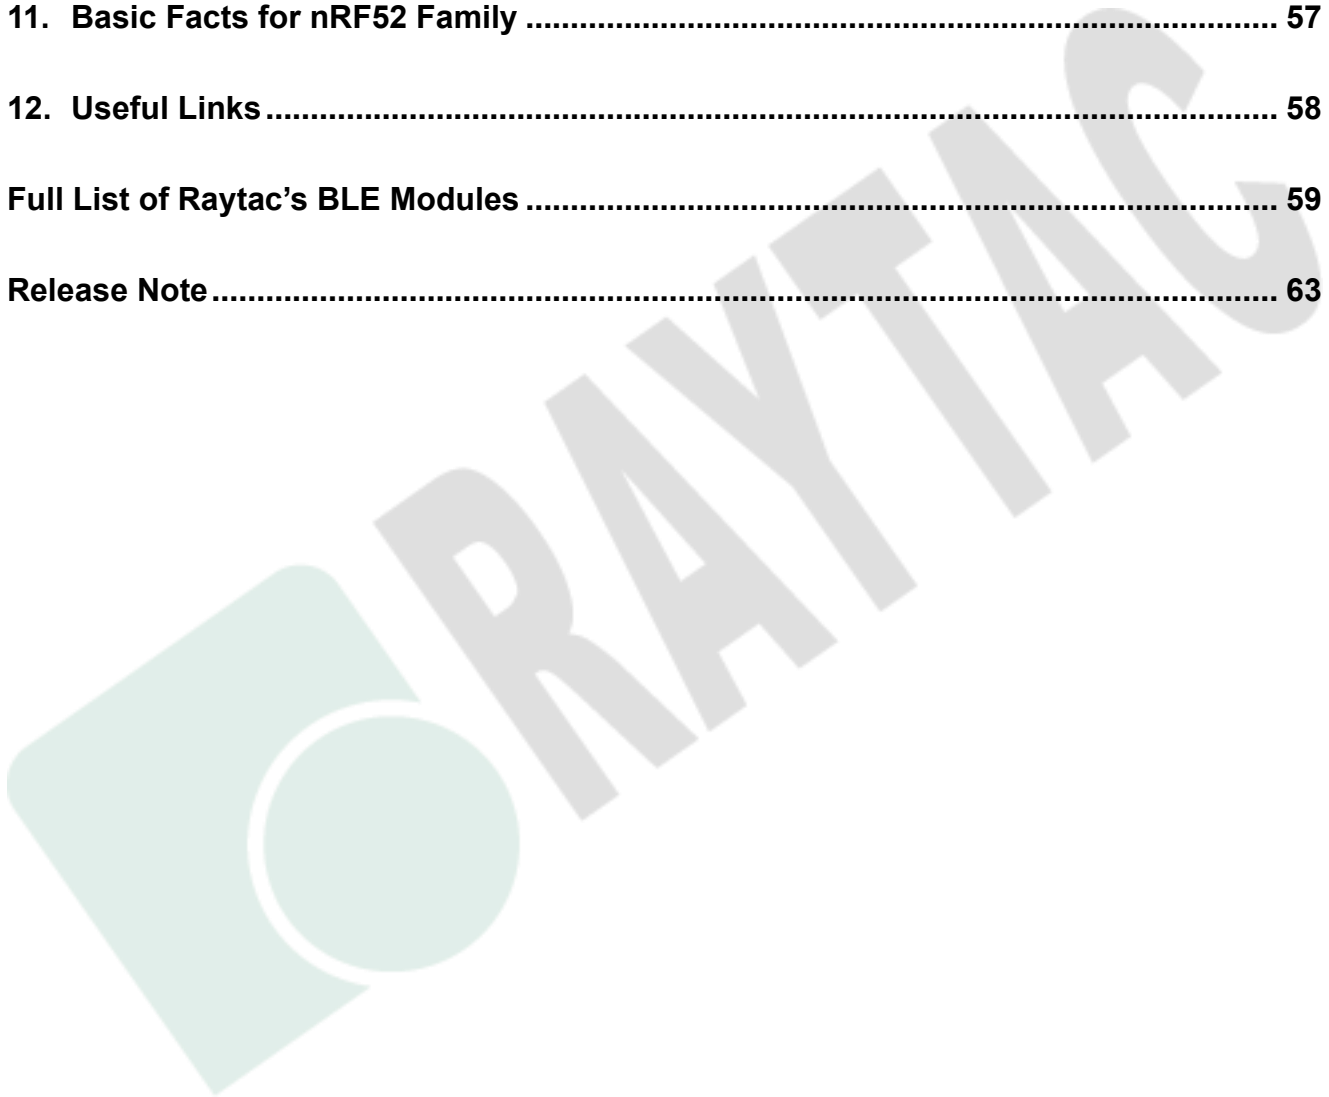 11. Basic Facts for nRF52 Family ................................................................................... 57
12. Useful Links ................................................................................................................ 58
Full List of Raytac’s BLE Modules ................................................................................... 59
Release Note ...................................................................................................................... 63
RAYTAC